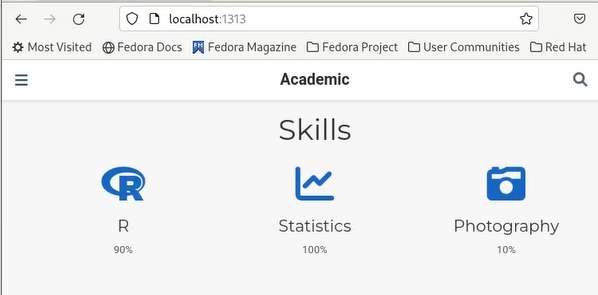 localhost:1313
Most Visited Fedora Docs FM Fedora Magazine Fedora Project User Communities Red Hat
Academic
Skills
R
R Statistics Photography
90% 100% 10%